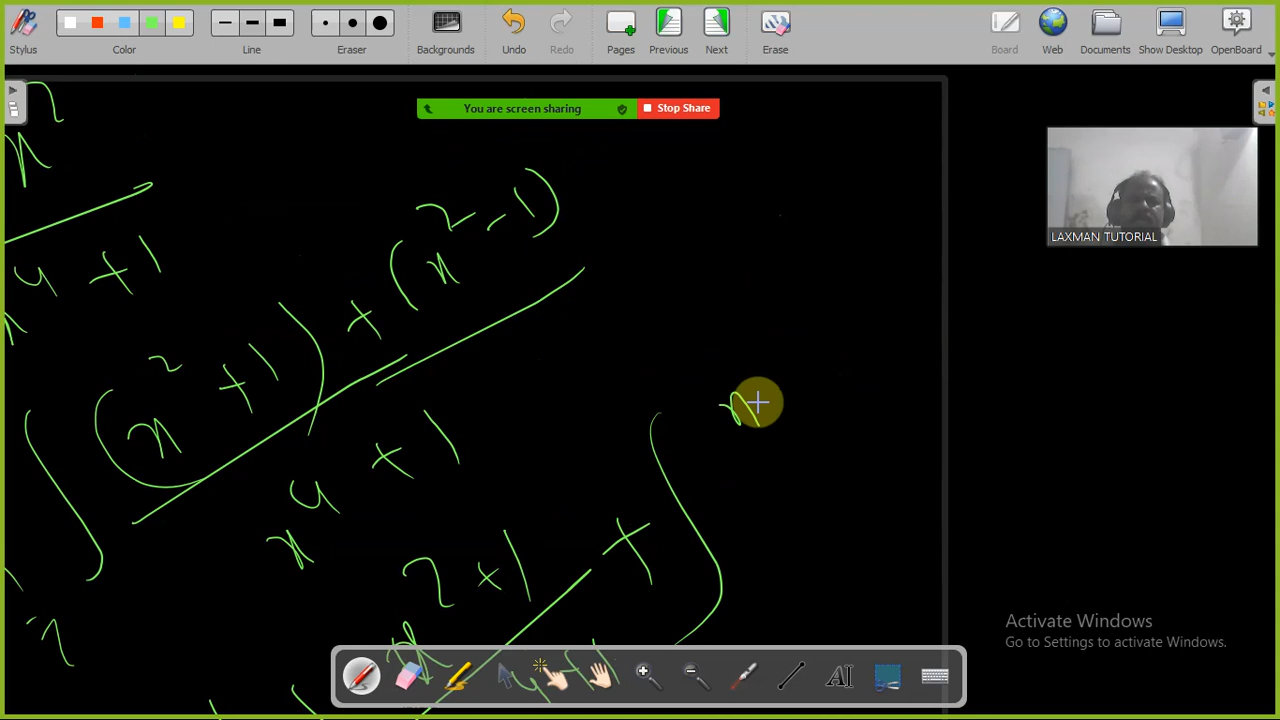 Stylus
Color
Line
Eraser
Backgrounds
Undo
Redo
Pages
Previous
Next
Erase
Board
Web
Documents
Show Desktop
OpenBoard
You are screen sharing
Stop Share
LAXMAN TUTORIAL
x²
x⁴ + 1
∫ (x² + 1) + (x² - 1)
x⁴ + 1
x² + 1 + ∫ x
Activate Windows
Go to Settings to activate Windows.